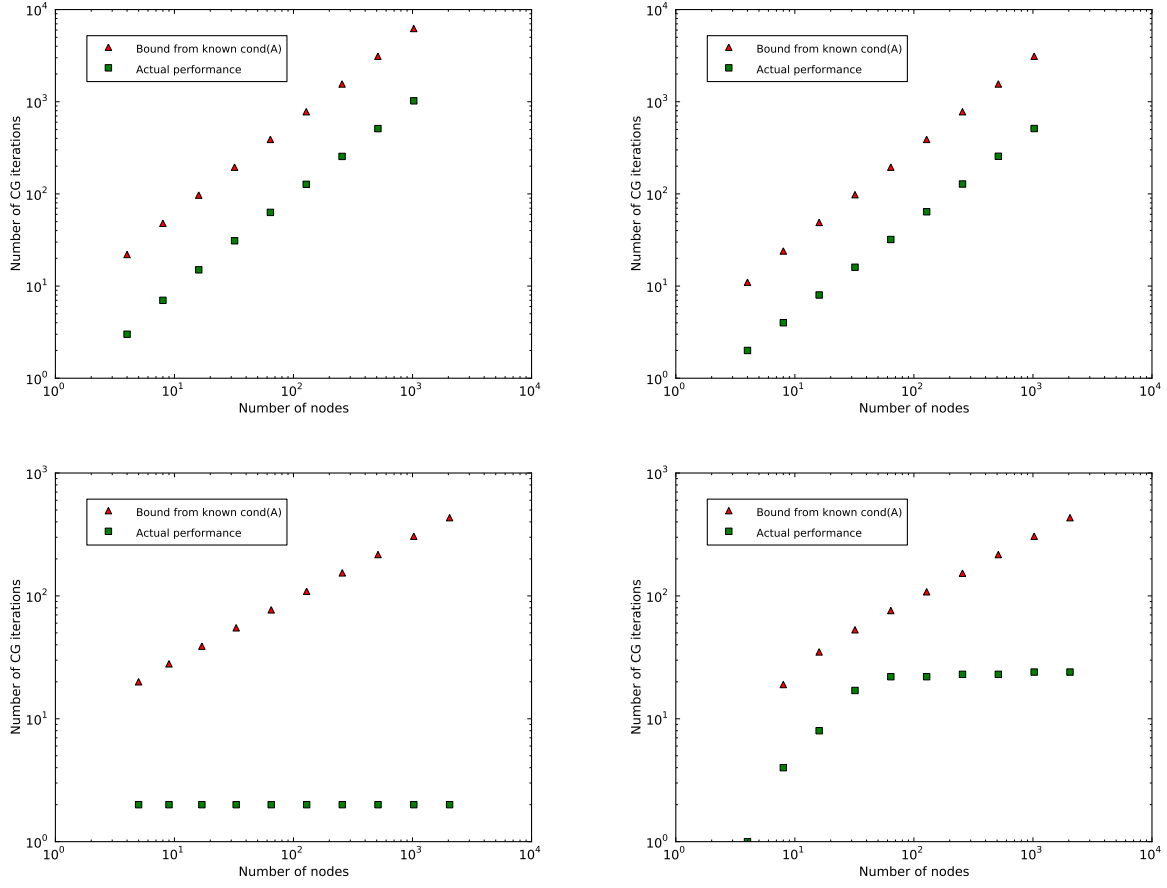 10^4
10^3
10^2
10^1
10^0
Number of CG iterations
Bound from known cond(A)
Actual performance
10^0 10^1 10^2 10^3 10^4
Number of nodes
10^4
10^3
10^2
10^1
10^0
Number of CG iterations
Bound from known cond(A)
Actual performance
10^0 10^1 10^2 10^3 10^4
Number of nodes
10^3
10^2
10^1
10^0
Number of CG iterations
Bound from known cond(A)
Actual performance
10^0 10^1 10^2 10^3 10^4
Number of nodes
10^3
10^2
10^1
10^0
Number of CG iterations
Bound from known cond(A)
Actual performance
10^0 10^1 10^2 10^3 10^4
Number of nodes